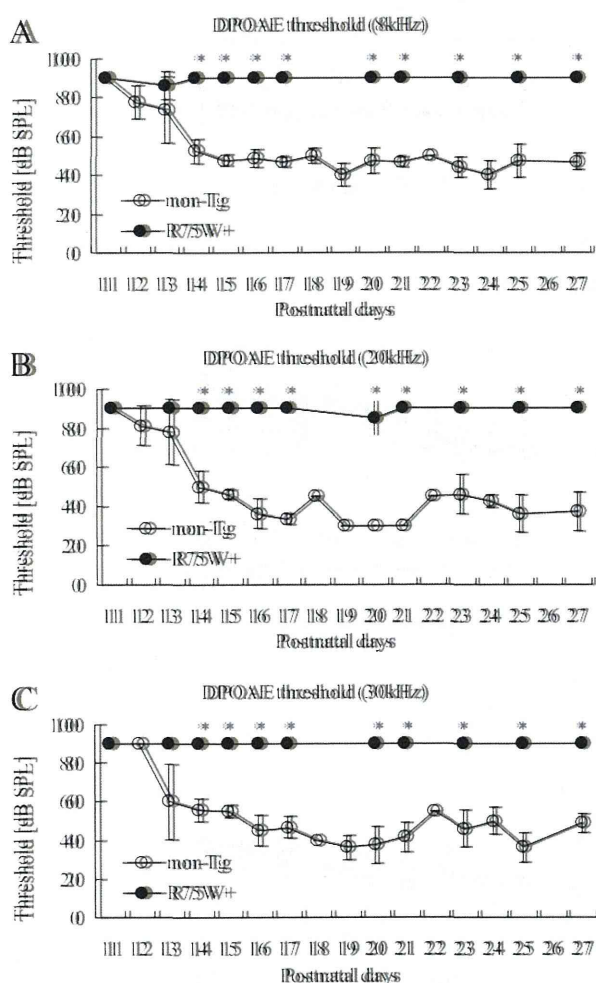 A
DPOAE threshold (8kHz)
* * * * * * * * *
Threshold [dB SPL]
100
80
60
40
20
0
non-Tg
R75W+
11 12 13 14 15 16 17 18 19 20 21 22 23 24 25 26 27
Postnatal days
B
DPOAE threshold (20kHz)
* * * * * * * * *
Threshold [dB SPL]
100
80
60
40
20
0
non-Tg
R75W+
11 12 13 14 15 16 17 18 19 20 21 22 23 24 25 26 27
Postnatal days
C
DPOAE threshold (30kHz)
* * * * * * * * *
Threshold [dB SPL]
100
80
60
40
20
0
non-Tg
R75W+
11 12 13 14 15 16 17 18 19 20 21 22 23 24 25 26 27
Postnatal days